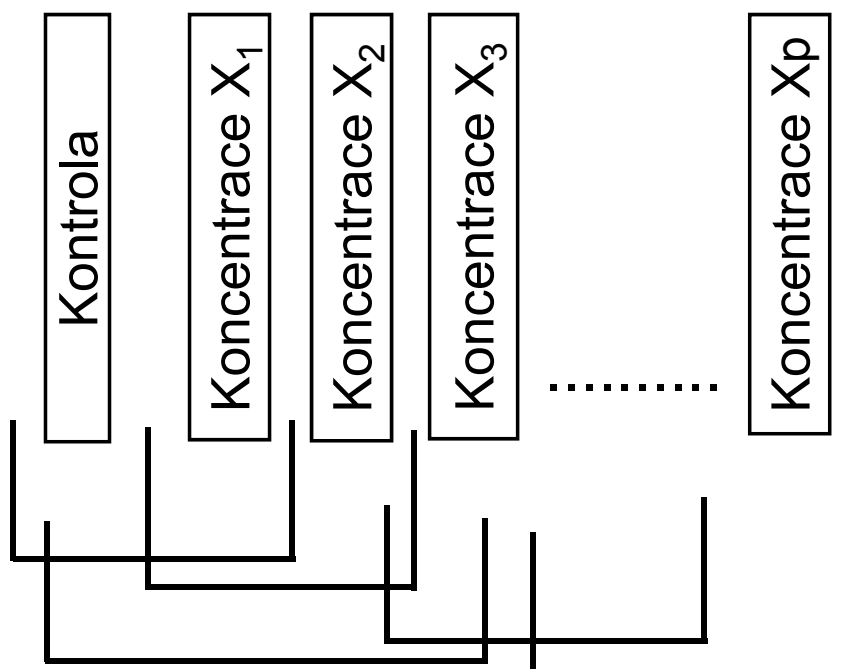 Kontrola
Koncentrace X₁
Koncentrace X₂
Koncentrace X₃
...........
Koncentrace Xp